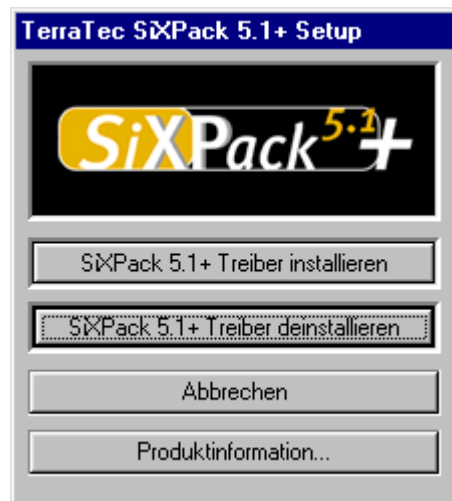 TerraTec SiXPack 5.1+ Setup
SiXPack 5.1+
SiXPack 5.1+ Treiber installieren
SiXPack 5.1+ Treiber deinstallieren
Abbrechen
Produktinformation...